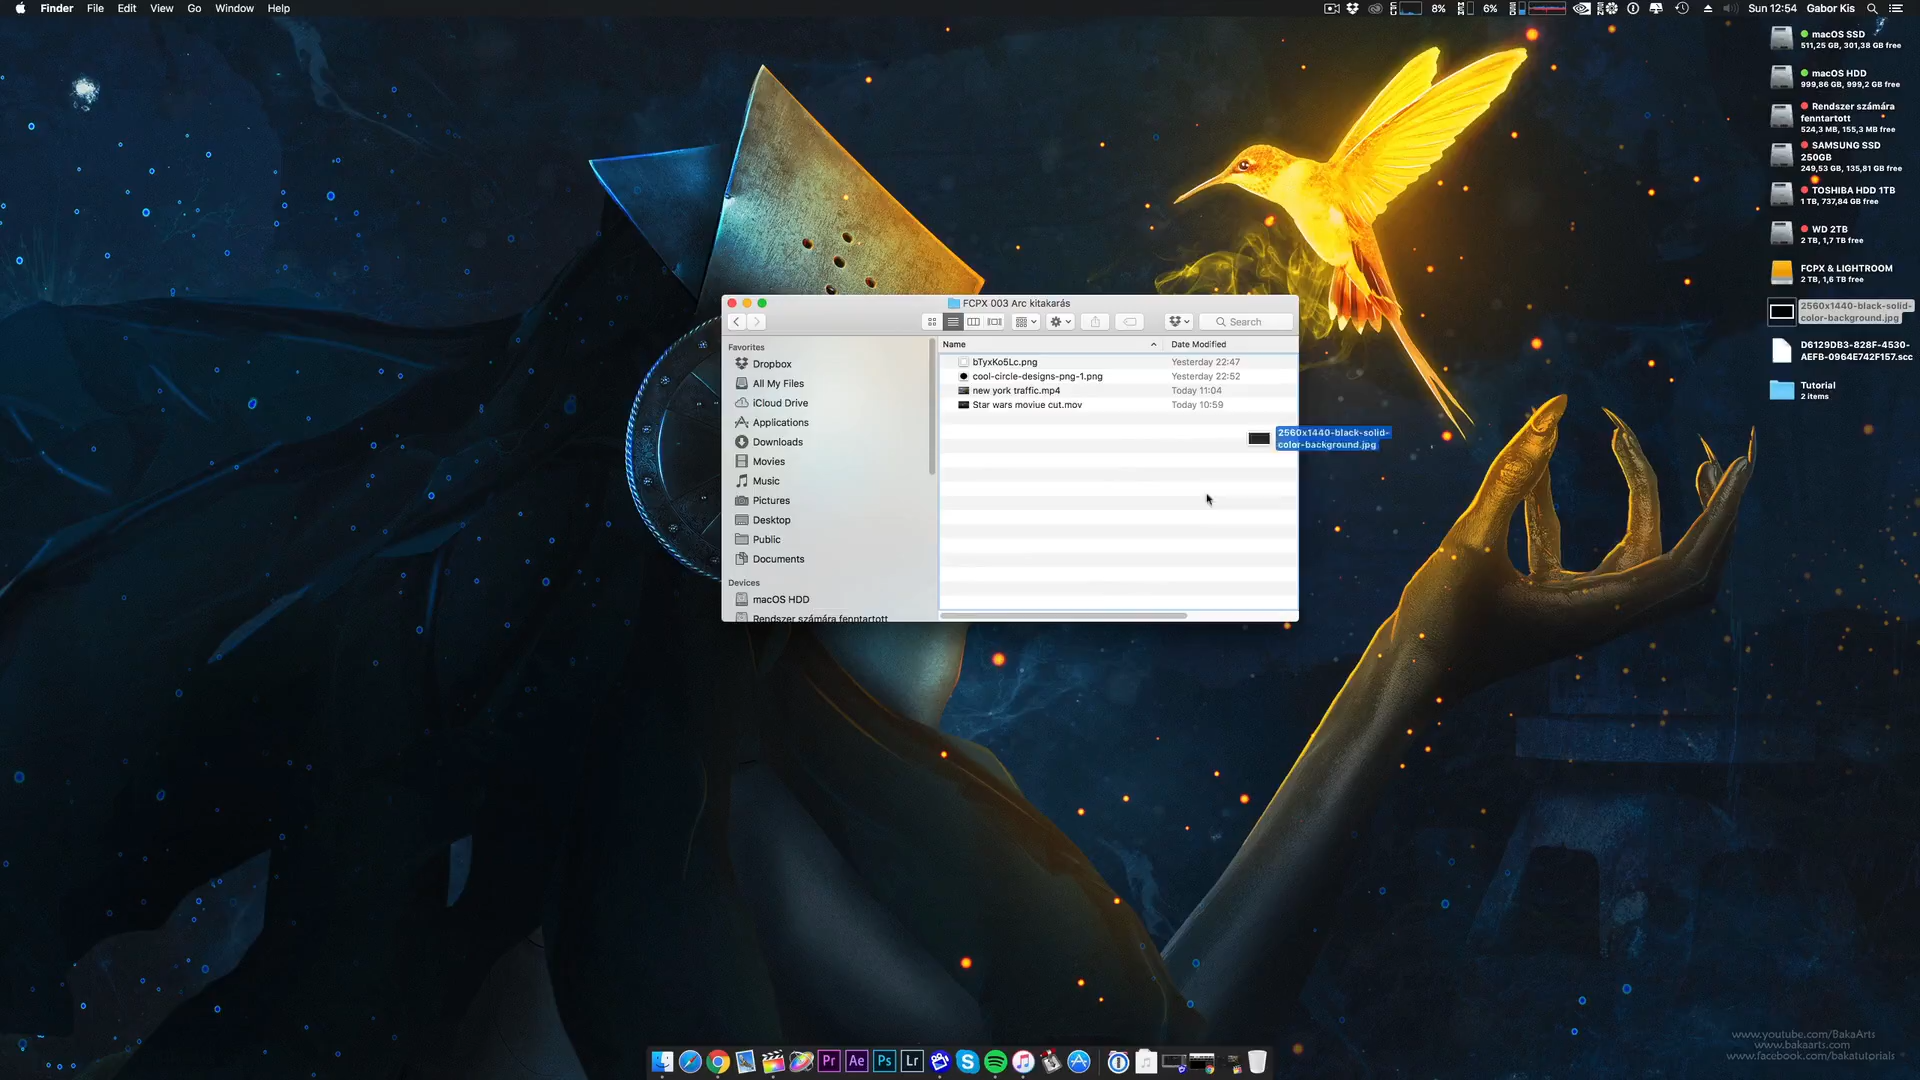 Finder File Edit View Go Window Help
8% 6% Sun 12:54 Gabor Kis
macOS SSD
511,25 GB, 301,38 GB free
macOS HDD
999,86 GB, 999,2 GB free
Rendszer számára
fenntartott
524,3 MB, 155,3 MB free
SAMSUNG SSD
250GB
249,53 GB, 135,81 GB free
TOSHIBA HDD 1TB
1 TB, 737,84 GB free
WD 2TB
2 TB, 1,7 TB free
FCPX & LIGHTROOM
2 TB, 1,6 TB free
2560x1440-black-solid-
color-background.jpg
D6129DB3-828F-4530-
AEFB-0964E742F157.scc
Tutorial
2 items
FCPX 003 Arc kitakarás
Search
Favorites
Dropbox
All My Files
iCloud Drive
Applications
Downloads
Movies
Music
Pictures
Desktop
Public
Documents
Devices
macOS HDD
Rendszer számára fenntartott
Name Date Modified
bTyxKo5Lc.png Yesterday 22:47
cool-circle-designs-png-1.png Yesterday 22:52
new york traffic.mp4 Today 11:04
Star wars moviue cut.mov Today 10:59
2560x1440-black-solid-
color-background.jpg
Pr Ae Ps Lr
www.youtube.com/BakaArts
www.bakaarts.com
www.facebook.com/bakatutorials